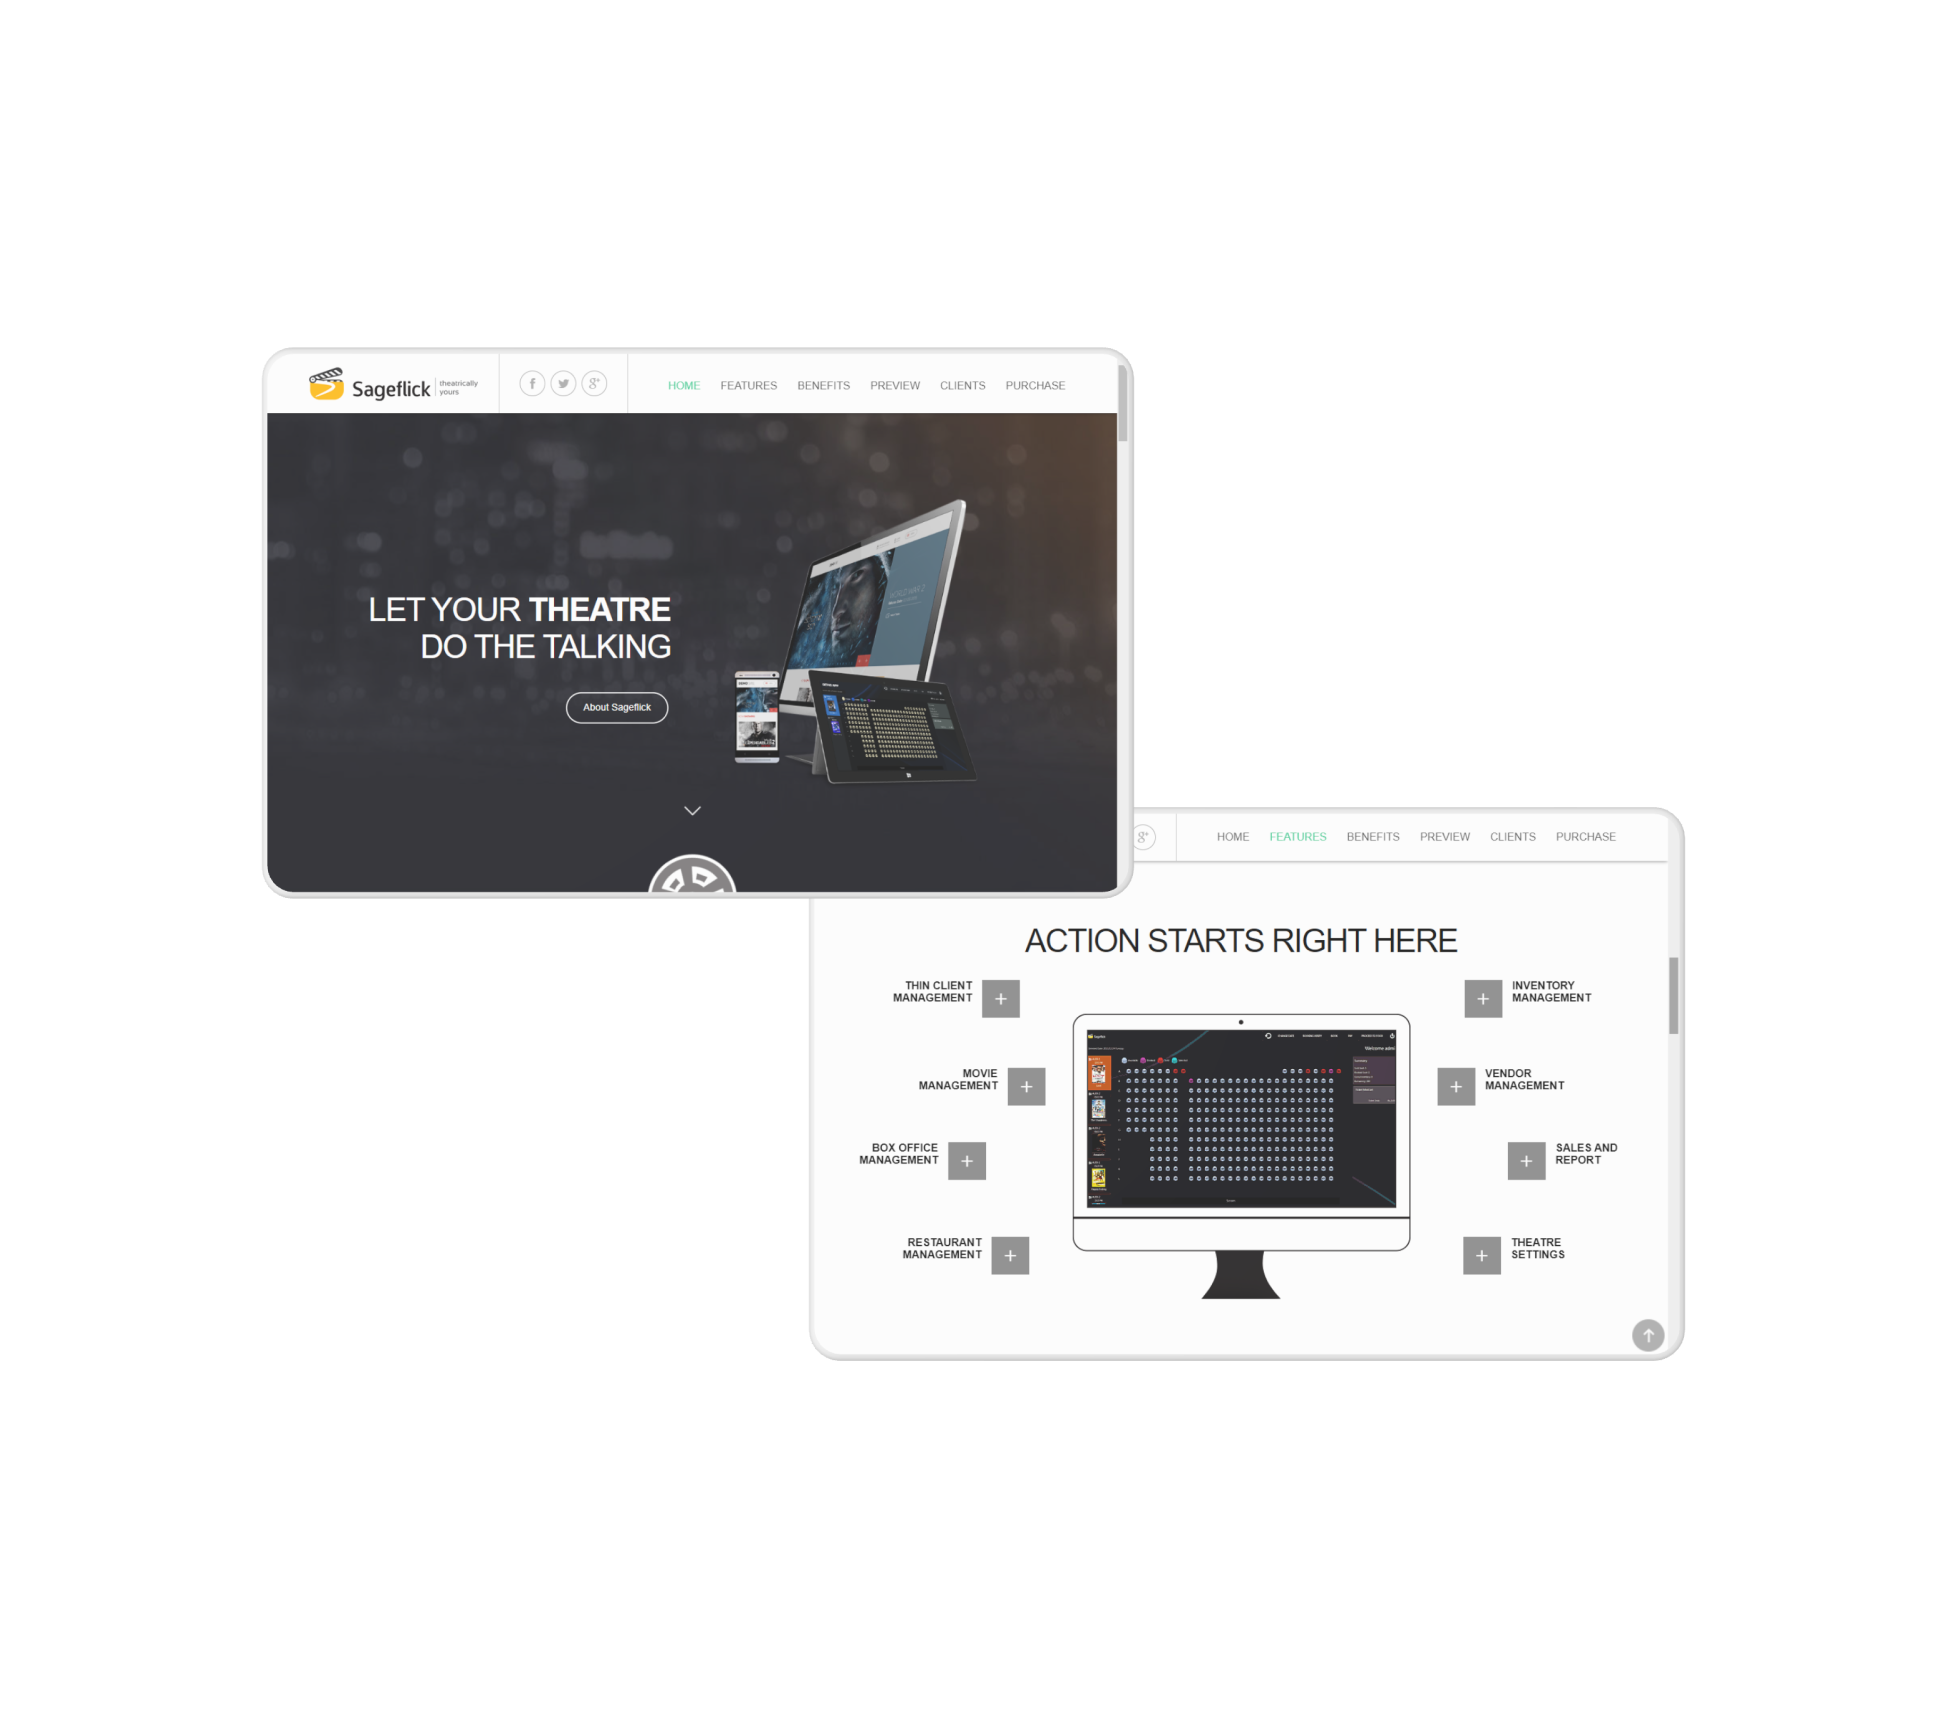 Sageflick
theatrically
yours
HOME FEATURES BENEFITS PREVIEW CLIENTS PURCHASE
LET YOUR THEATRE
DO THE TALKING
About Sageflick
HOME FEATURES BENEFITS PREVIEW CLIENTS PURCHASE
ACTION STARTS RIGHT HERE
THIN CLIENT
MANAGEMENT
INVENTORY
MANAGEMENT
MOVIE
MANAGEMENT
VENDOR
MANAGEMENT
BOX OFFICE
MANAGEMENT
SALES AND
REPORT
RESTAURANT
MANAGEMENT
THEATRE
SETTINGS
Sageflick